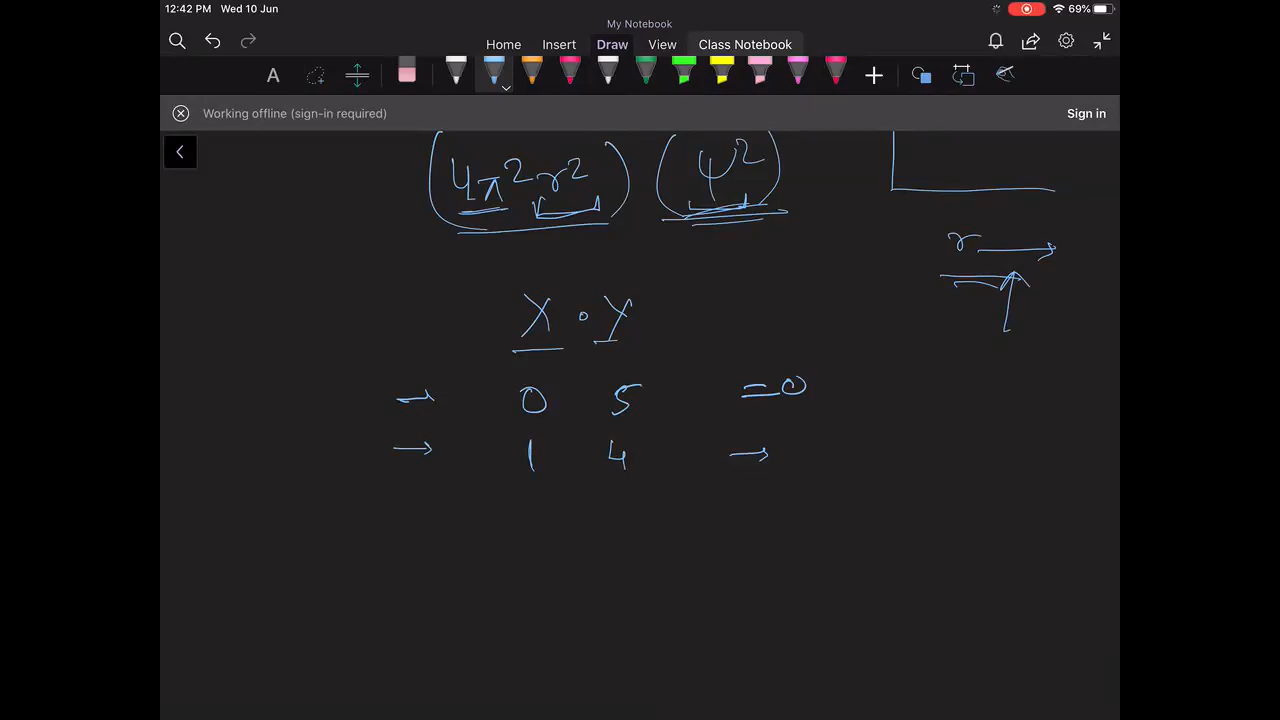 12:42 PM Wed 10 Jun
69%
My Notebook
Home Insert Draw View Class Notebook
A
Working offline (sign-in required) Sign in
(4π²r²) (ψ²)
r →
X . Y
→ 0 5 = 0
→ 1 4 →